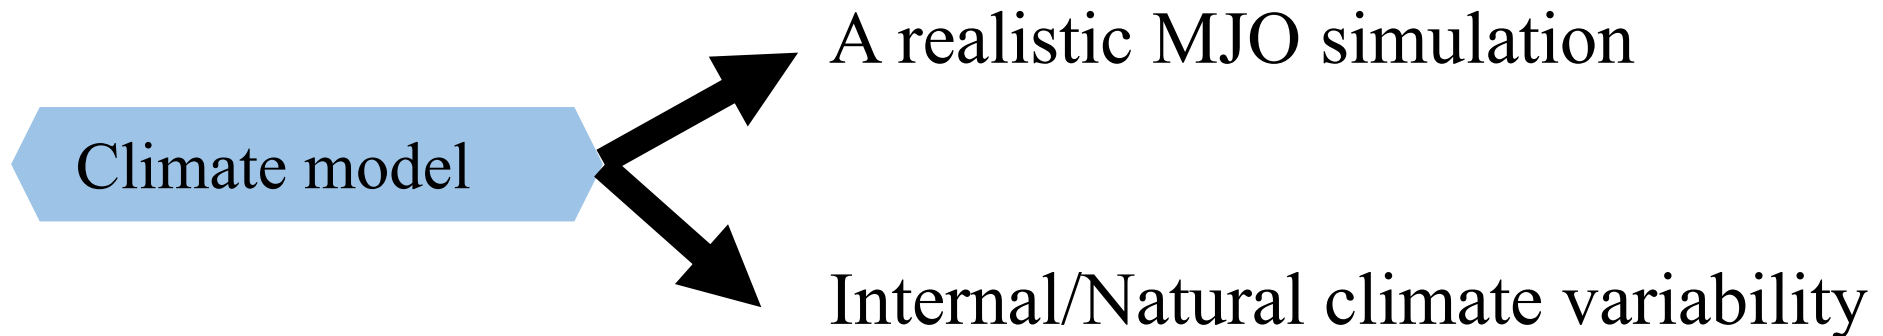 A realistic MJO simulation
Climate model
Internal/Natural climate variability